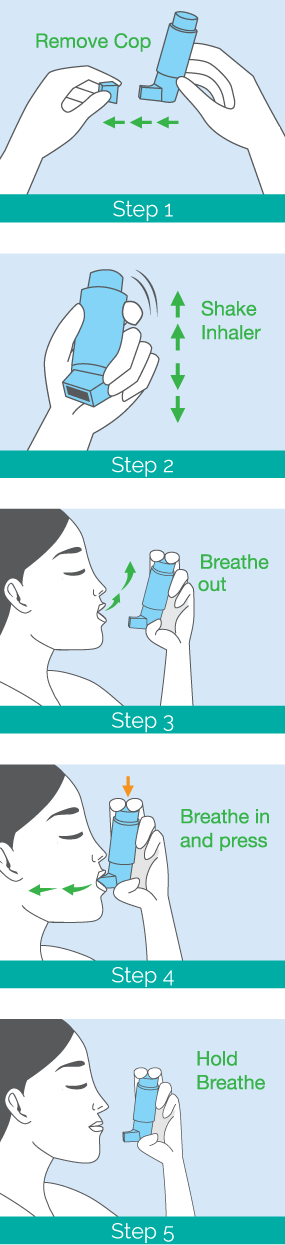 Remove Cop
Step 1
Shake
Inhaler
Step 2
Breathe
out
Step 3
Breathe in
and press
Step 4
Hold
Breathe
Step 5